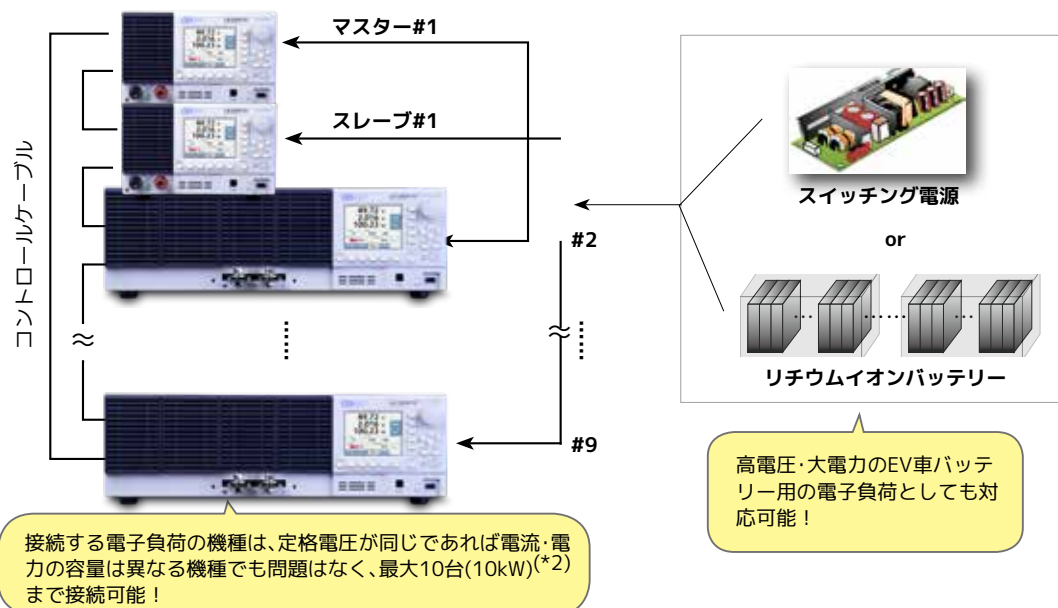 マスター#1
スレーブ#1
コントロールケーブル
#2
#9
スイッチング電源
or
リチウムイオンバッテリー
高電圧・大電力のEV車バッテ
リー用の電子負荷としても対
応可能！
接続する電子負荷の機種は、定格電圧が同じであれば電流・電
力の容量は異なる機種でも問題はなく、最大10台(10kW)(*2)
まで接続可能！